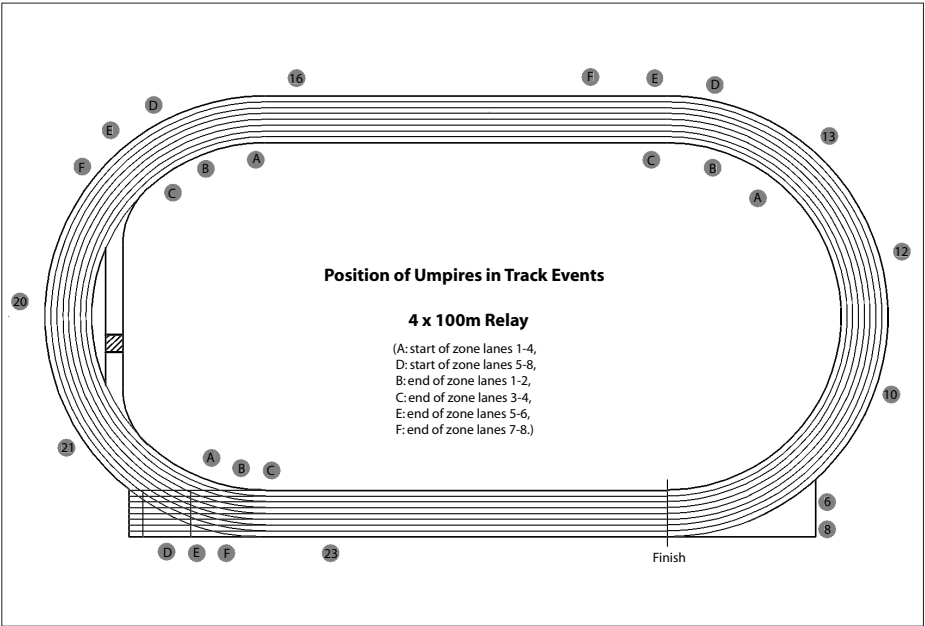 16
F
E
D
D
E
F
13
A
B
C
C
B
A
12
Position of Umpires in Track Events
20
4 x 100m Relay
(A: start of zone lanes 1-4,
D: start of zone lanes 5-8,
B: end of zone lanes 1-2,
C: end of zone lanes 3-4,
E: end of zone lanes 5-6,
F: end of zone lanes 7-8.)
10
21
A
B
C
6
8
D
E
F
23
Finish